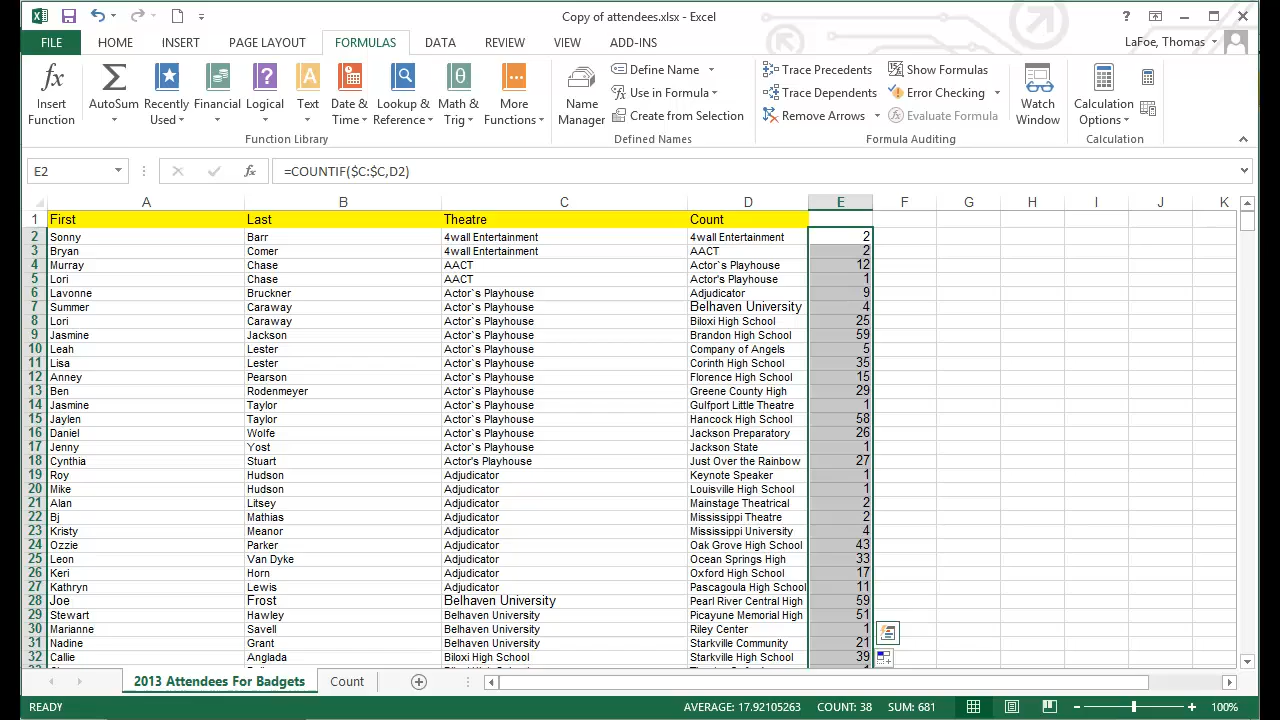 Copy of attendees.xlsx - Excel
FILE HOME INSERT PAGE LAYOUT FORMULAS DATA REVIEW VIEW ADD-INS LaFoe, Thomas
Insert Function
AutoSum
Recently Used
Financial
Logical
Text
Date & Time
Lookup & Reference
Math & Trig
More Functions
Function Library
Name Manager
Define Name
Use in Formula
Create from Selection
Defined Names
Trace Precedents
Trace Dependents
Remove Arrows
Show Formulas
Error Checking
Evaluate Formula
Formula Auditing
Watch Window
Calculation Options
Calculation
E2 fx =COUNTIF($C:$C,D2)
A B C D E F G H I J K
1 First Last Theatre Count
2 Sonny Barr 4wall Entertainment 4wall Entertainment 2
3 Bryan Comer 4wall Entertainment AACT 2
4 Murray Chase AACT Actor`s Playhouse 12
5 Lori Chase AACT Actor's Playhouse 1
6 Lavonne Bruckner Actor`s Playhouse Adjudicator 9
7 Summer Caraway Actor`s Playhouse Belhaven University 4
8 Lori Caraway Actor`s Playhouse Biloxi High School 25
9 Jasmine Jackson Actor`s Playhouse Brandon High School 59
10 Leah Lester Actor`s Playhouse Company of Angels 5
11 Lisa Lester Actor`s Playhouse Corinth High School 35
12 Anney Pearson Actor`s Playhouse Florence High School 15
13 Ben Rodenmeyer Actor`s Playhouse Greene County High 29
14 Jasmine Taylor Actor`s Playhouse Gulfport Little Theatre 1
15 Jaylen Taylor Actor`s Playhouse Hancock High School 58
16 Daniel Wolfe Actor`s Playhouse Jackson Preparatory 26
17 Jenny Yost Actor`s Playhouse Jackson State 1
18 Cynthia Stuart Actor's Playhouse Just Over the Rainbow 27
19 Roy Hudson Adjudicator Keynote Speaker 1
20 Mike Hudson Adjudicator Louisville High School 1
21 Alan Litsey Adjudicator Mainstage Theatrical 2
22 Bj Mathias Adjudicator Mississippi Theatre 2
23 Kristy Meanor Adjudicator Mississippi University 4
24 Ozzie Parker Adjudicator Oak Grove High School 43
25 Leon Van Dyke Adjudicator Ocean Springs High 33
26 Keri Horn Adjudicator Oxford High School 17
27 Kathryn Lewis Adjudicator Pascagoula High School 11
28 Joe Frost Belhaven University Pearl River Central High 59
29 Stewart Hawley Belhaven University Picayune Memorial High 51
30 Marianne Savell Belhaven University Riley Center 1
31 Nadine Grant Belhaven University Starkville Community 21
32 Callie Anglada Biloxi High School Starkville High School 39
2013 Attendees For Badgets Count
READY AVERAGE: 17.92105263 COUNT: 38 SUM: 681 100%